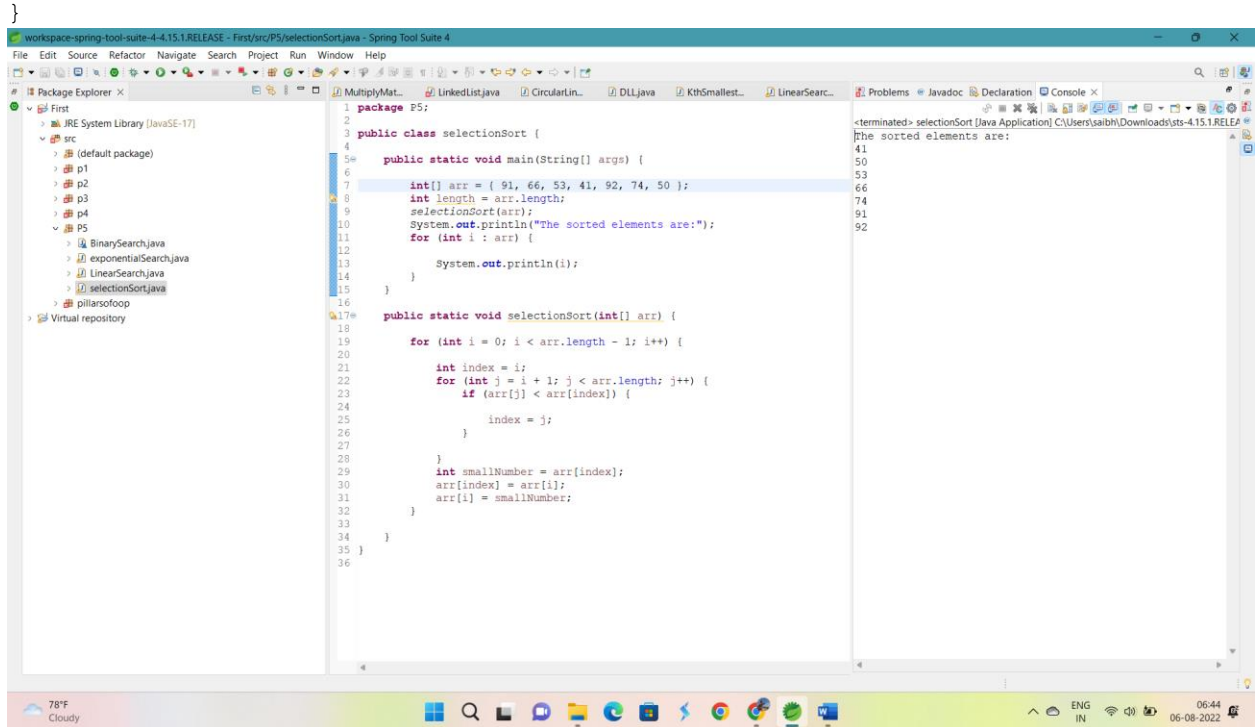 }
workspace-spring-tool-suite-4-4.15.1.RELEASE - First/src/P5/selectionSort.java - Spring Tool Suite 4
File Edit Source Refactor Navigate Search Project Run Window Help
Package Explorer
First
JRE System Library [JavaSE-17]
src
(default package)
p1
p2
p3
p4
P5
BinarySearch.java
exponentialSearch.java
LinearSearch.java
selectionSort.java
pillarsofoop
Virtual repository
MultiplyMat... LinkedList.java CircularLin... DLL.java KthSmallest... LinearSearc...
1 package P5;
2
3 public class selectionSort {
4
5 public static void main(String[] args) {
6
7 int[] arr = { 91, 66, 53, 41, 92, 74, 50 };
8 int length = arr.length;
9 selectionSort(arr);
10 System.out.println("The sorted elements are:");
11 for (int i : arr) {
12
13 System.out.println(i);
14 }
15 }
16
17 public static void selectionSort(int[] arr) {
18
19 for (int i = 0; i < arr.length - 1; i++) {
20
21 int index = i;
22 for (int j = i + 1; j < arr.length; j++) {
23 if (arr[j] < arr[index]) {
24
25 index = j;
26 }
27
28 }
29 int smallNumber = arr[index];
30 arr[index] = arr[i];
31 arr[i] = smallNumber;
32 }
33
34 }
35 }
36
Problems Javadoc Declaration Console
<terminated> selectionSort [Java Application] C:\Users\saibh\Downloads\sts-4.15.1.RELEA
The sorted elements are:
41
50
53
66
74
91
92
78°F
Cloudy
ENG
IN
06:44
06-08-2022